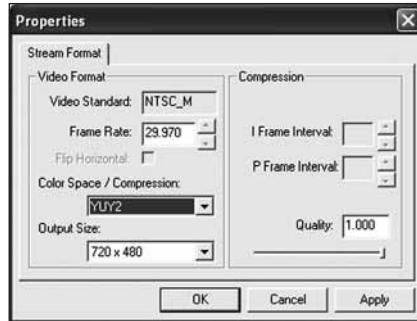 Properties
Stream Format
Video Format
Video Standard: NTSC_M
Frame Rate: 29.970
Flip Horizontal:
Color Space / Compression:
YUY2
Output Size:
720 x 480
Compression
I Frame Interval:
P Frame Interval:
Quality: 1.000
OK Cancel Apply